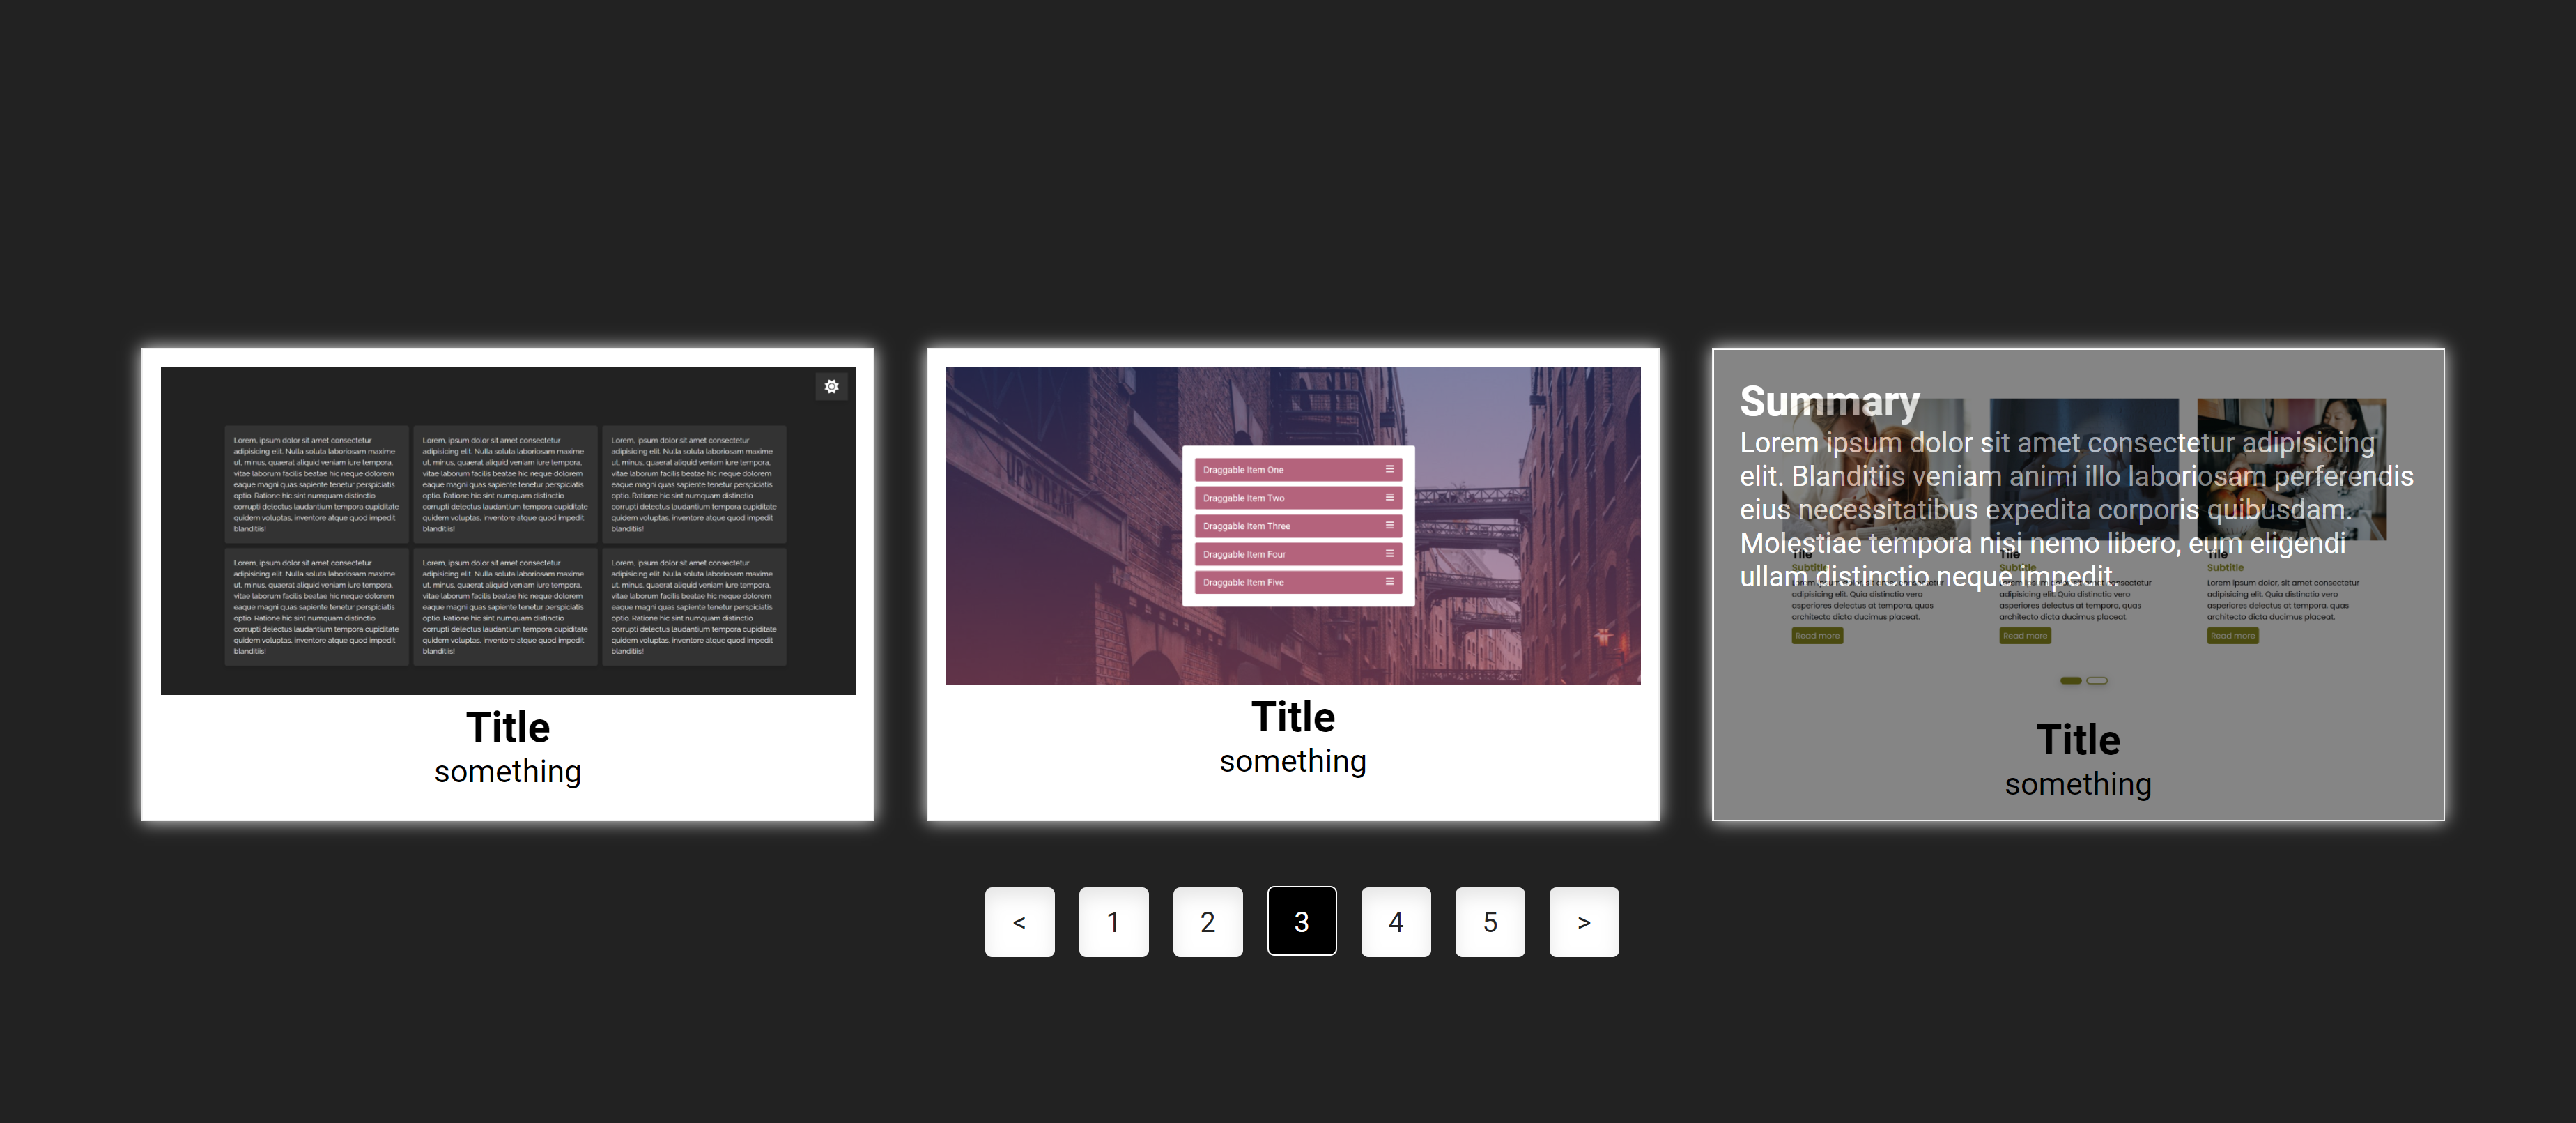 Lorem, ipsum dolor sit amet consectetur
adipisicing elit. Nulla soluta laboriosam maxime
ut, minus, quaerat aliquid veniam iure tempora,
vitae laborum facilis beatae hic neque dolorem
eaque magni quas sapiente tenetur perspiciatis
optio. Ratione hic sint numquam distinctio
corrupti delectus laudantium tempora cupiditate
quidem voluptas, inventore atque quod impedit
blanditiis!
Lorem, ipsum dolor sit amet consectetur
adipisicing elit. Nulla soluta laboriosam maxime
ut, minus, quaerat aliquid veniam iure tempora,
vitae laborum facilis beatae hic neque dolorem
eaque magni quas sapiente tenetur perspiciatis
optio. Ratione hic sint numquam distinctio
corrupti delectus laudantium tempora cupiditate
quidem voluptas, inventore atque quod impedit
blanditiis!
Lorem, ipsum dolor sit amet consectetur
adipisicing elit. Nulla soluta laboriosam maxime
ut, minus, quaerat aliquid veniam iure tempora,
vitae laborum facilis beatae hic neque dolorem
eaque magni quas sapiente tenetur perspiciatis
optio. Ratione hic sint numquam distinctio
corrupti delectus laudantium tempora cupiditate
quidem voluptas, inventore atque quod impedit
blanditiis!
Lorem, ipsum dolor sit amet consectetur
adipisicing elit. Nulla soluta laboriosam maxime
ut, minus, quaerat aliquid veniam iure tempora,
vitae laborum facilis beatae hic neque dolorem
eaque magni quas sapiente tenetur perspiciatis
optio. Ratione hic sint numquam distinctio
corrupti delectus laudantium tempora cupiditate
quidem voluptas, inventore atque quod impedit
blanditiis!
Lorem, ipsum dolor sit amet consectetur
adipisicing elit. Nulla soluta laboriosam maxime
ut, minus, quaerat aliquid veniam iure tempora,
vitae laborum facilis beatae hic neque dolorem
eaque magni quas sapiente tenetur perspiciatis
optio. Ratione hic sint numquam distinctio
corrupti delectus laudantium tempora cupiditate
quidem voluptas, inventore atque quod impedit
blanditiis!
Lorem, ipsum dolor sit amet consectetur
adipisicing elit. Nulla soluta laboriosam maxime
ut, minus, quaerat aliquid veniam iure tempora,
vitae laborum facilis beatae hic neque dolorem
eaque magni quas sapiente tenetur perspiciatis
optio. Ratione hic sint numquam distinctio
corrupti delectus laudantium tempora cupiditate
quidem voluptas, inventore atque quod impedit
blanditiis!
Title
something
UPSTREAM
Draggable Item One
Draggable Item Two
Draggable Item Three
Draggable Item Four
Draggable Item Five
Title
something
Summary
Lorem ipsum dolor sit amet consectetur adipisicing
elit. Blanditiis veniam animi illo laboriosam perferendis
eius necessitatibus expedita corporis quibusdam.
Molestiae tempora nisi nemo libero, eum eligendi
ullam distinctio neque impedit.
Tile
Subtitle
adipisicing elit. Quia distinctio vero
asperiores delectus at tempora, quas
architecto dicta ducimus placeat.
Read more
Tile
Subtitle
adipisicing elit. Quia distinctio vero
asperiores delectus at tempora, quas
architecto dicta ducimus placeat.
Read more
Tile
Subtitle
Lorem ipsum dolor, sit amet consectetur
adipisicing elit. Quia distinctio vero
asperiores delectus at tempora, quas
architecto dicta ducimus placeat.
Read more
Title
something
< 1 2 3 4 5 >